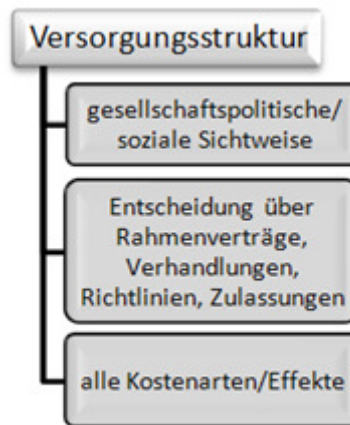 Versorgungsstruktur
gesellschaftspolitische/
soziale Sichtweise
Entscheidung über
Rahmenverträge,
Verhandlungen,
Richtlinien, Zulassungen
alle Kostenarten/Effekte